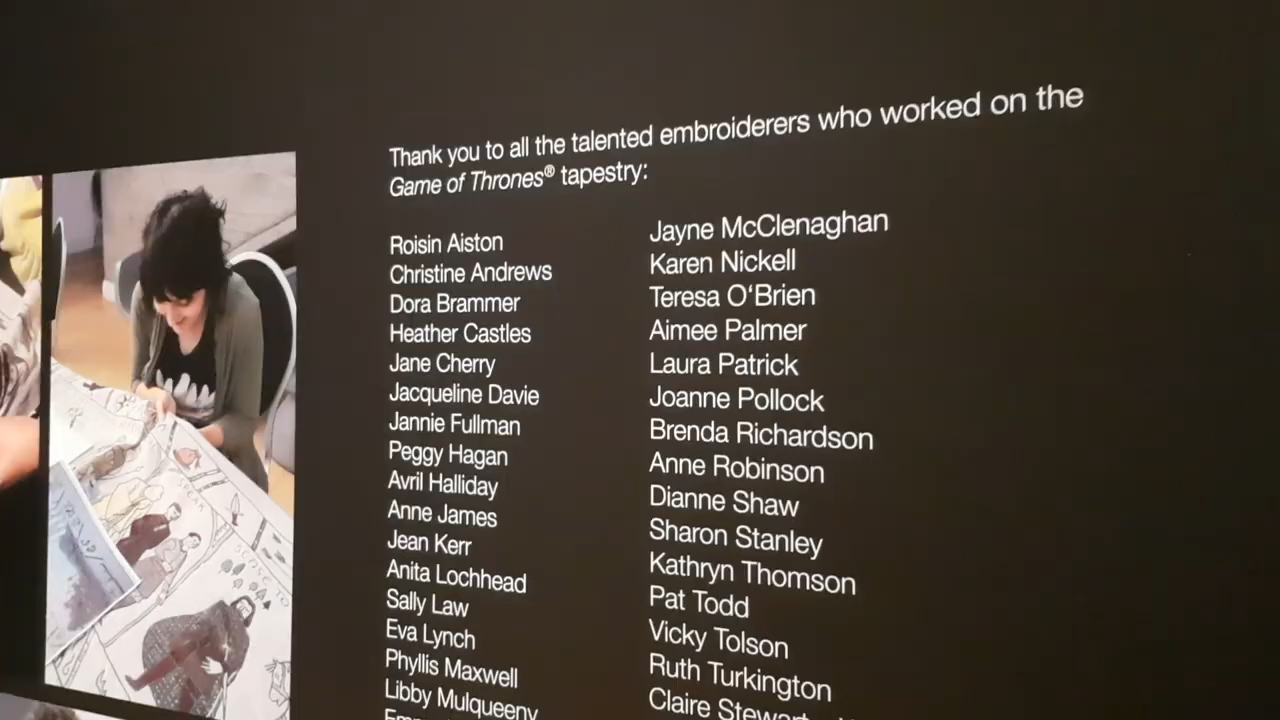 Thank you to all the talented embroiderers who worked on the
Game of Thrones® tapestry:
Roisin Aiston
Christine Andrews
Dora Brammer
Heather Castles
Jane Cherry
Jacqueline Davie
Jannie Fullman
Peggy Hagan
Avril Halliday
Anne James
Jean Kerr
Anita Lochhead
Sally Law
Eva Lynch
Phyllis Maxwell
Libby Mulqueeny
Jayne McClenaghan
Karen Nickell
Teresa O‘Brien
Aimee Palmer
Laura Patrick
Joanne Pollock
Brenda Richardson
Anne Robinson
Dianne Shaw
Sharon Stanley
Kathryn Thomson
Pat Todd
Vicky Tolson
Ruth Turkington
Claire Stewart